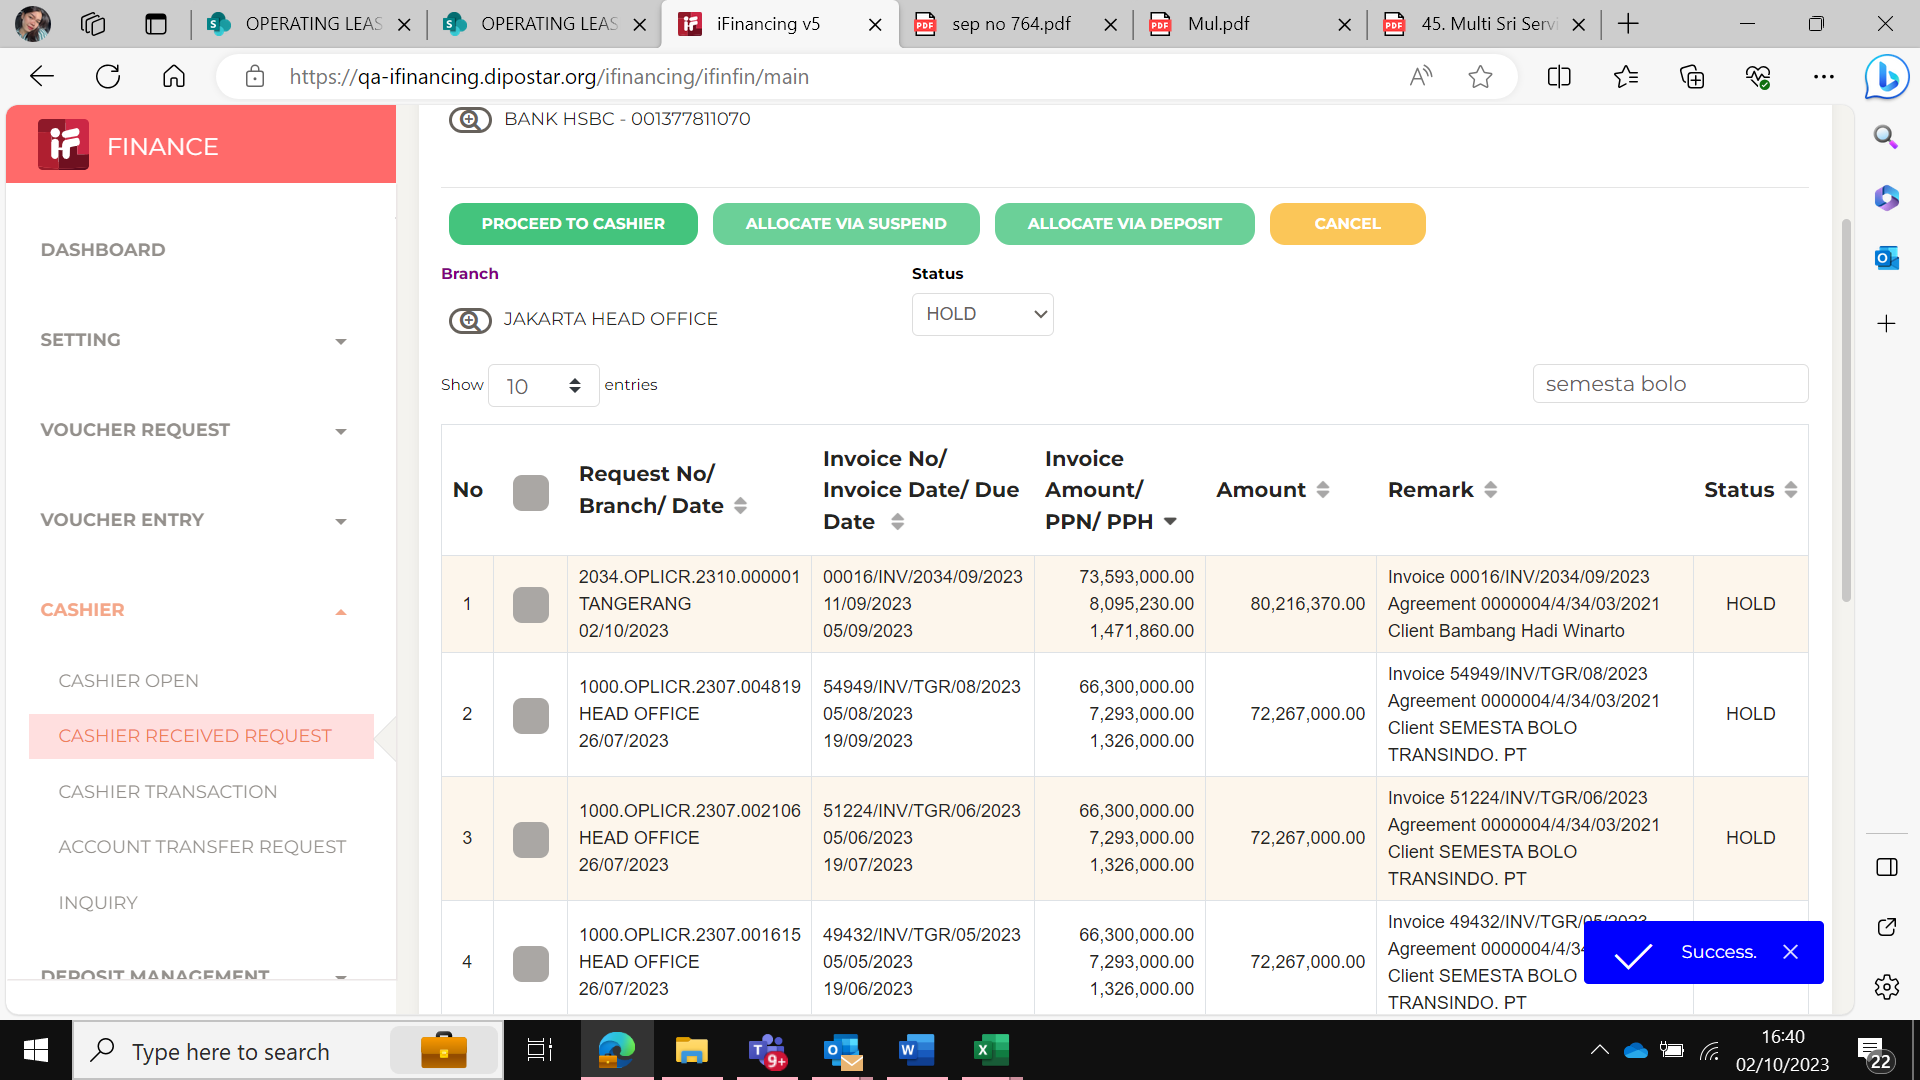 OPERATING LEAS
OPERATING LEAS
iFinancing v5
sep no 764.pdf
Mul.pdf
45. Multi Sri Servi
https://qa-ifinancing.dipostar.org/ifinancing/ifinfin/main
FINANCE
DASHBOARD
SETTING
VOUCHER REQUEST
VOUCHER ENTRY
CASHIER
CASHIER OPEN
CASHIER RECEIVED REQUEST
CASHIER TRANSACTION
ACCOUNT TRANSFER REQUEST
INQUIRY
DEPOSIT MANAGEMENT
BANK HSBC - 001377811070
PROCEED TO CASHIER
ALLOCATE VIA SUSPEND
ALLOCATE VIA DEPOSIT
CANCEL
Branch
JAKARTA HEAD OFFICE
Status
HOLD
Show 10 entries
semesta bolo
No
Request No/
Branch/ Date
Invoice No/
Invoice Date/ Due
Date
Invoice
Amount/
PPN/ PPH
Amount
Remark
Status
1
2034.OPLICR.2310.000001
TANGERANG
02/10/2023
00016/INV/2034/09/2023
11/09/2023
05/09/2023
73,593,000.00
8,095,230.00
1,471,860.00
80,216,370.00
Invoice 00016/INV/2034/09/2023
Agreement 0000004/4/34/03/2021
Client Bambang Hadi Winarto
HOLD
2
1000.OPLICR.2307.004819
HEAD OFFICE
26/07/2023
54949/INV/TGR/08/2023
05/08/2023
19/09/2023
66,300,000.00
7,293,000.00
1,326,000.00
72,267,000.00
Invoice 54949/INV/TGR/08/2023
Agreement 0000004/4/34/03/2021
Client SEMESTA BOLO
TRANSINDO. PT
HOLD
3
1000.OPLICR.2307.002106
HEAD OFFICE
26/07/2023
51224/INV/TGR/06/2023
05/06/2023
19/07/2023
66,300,000.00
7,293,000.00
1,326,000.00
72,267,000.00
Invoice 51224/INV/TGR/06/2023
Agreement 0000004/4/34/03/2021
Client SEMESTA BOLO
TRANSINDO. PT
HOLD
4
1000.OPLICR.2307.001615
HEAD OFFICE
26/07/2023
49432/INV/TGR/05/2023
05/05/2023
19/06/2023
66,300,000.00
7,293,000.00
1,326,000.00
72,267,000.00
Invoice 49432/INV/TGR/05/2023
Agreement 0000004/4/34
Client SEMESTA BOLO
TRANSINDO. PT
Success.
Type here to search
9+
16:40
02/10/2023
22